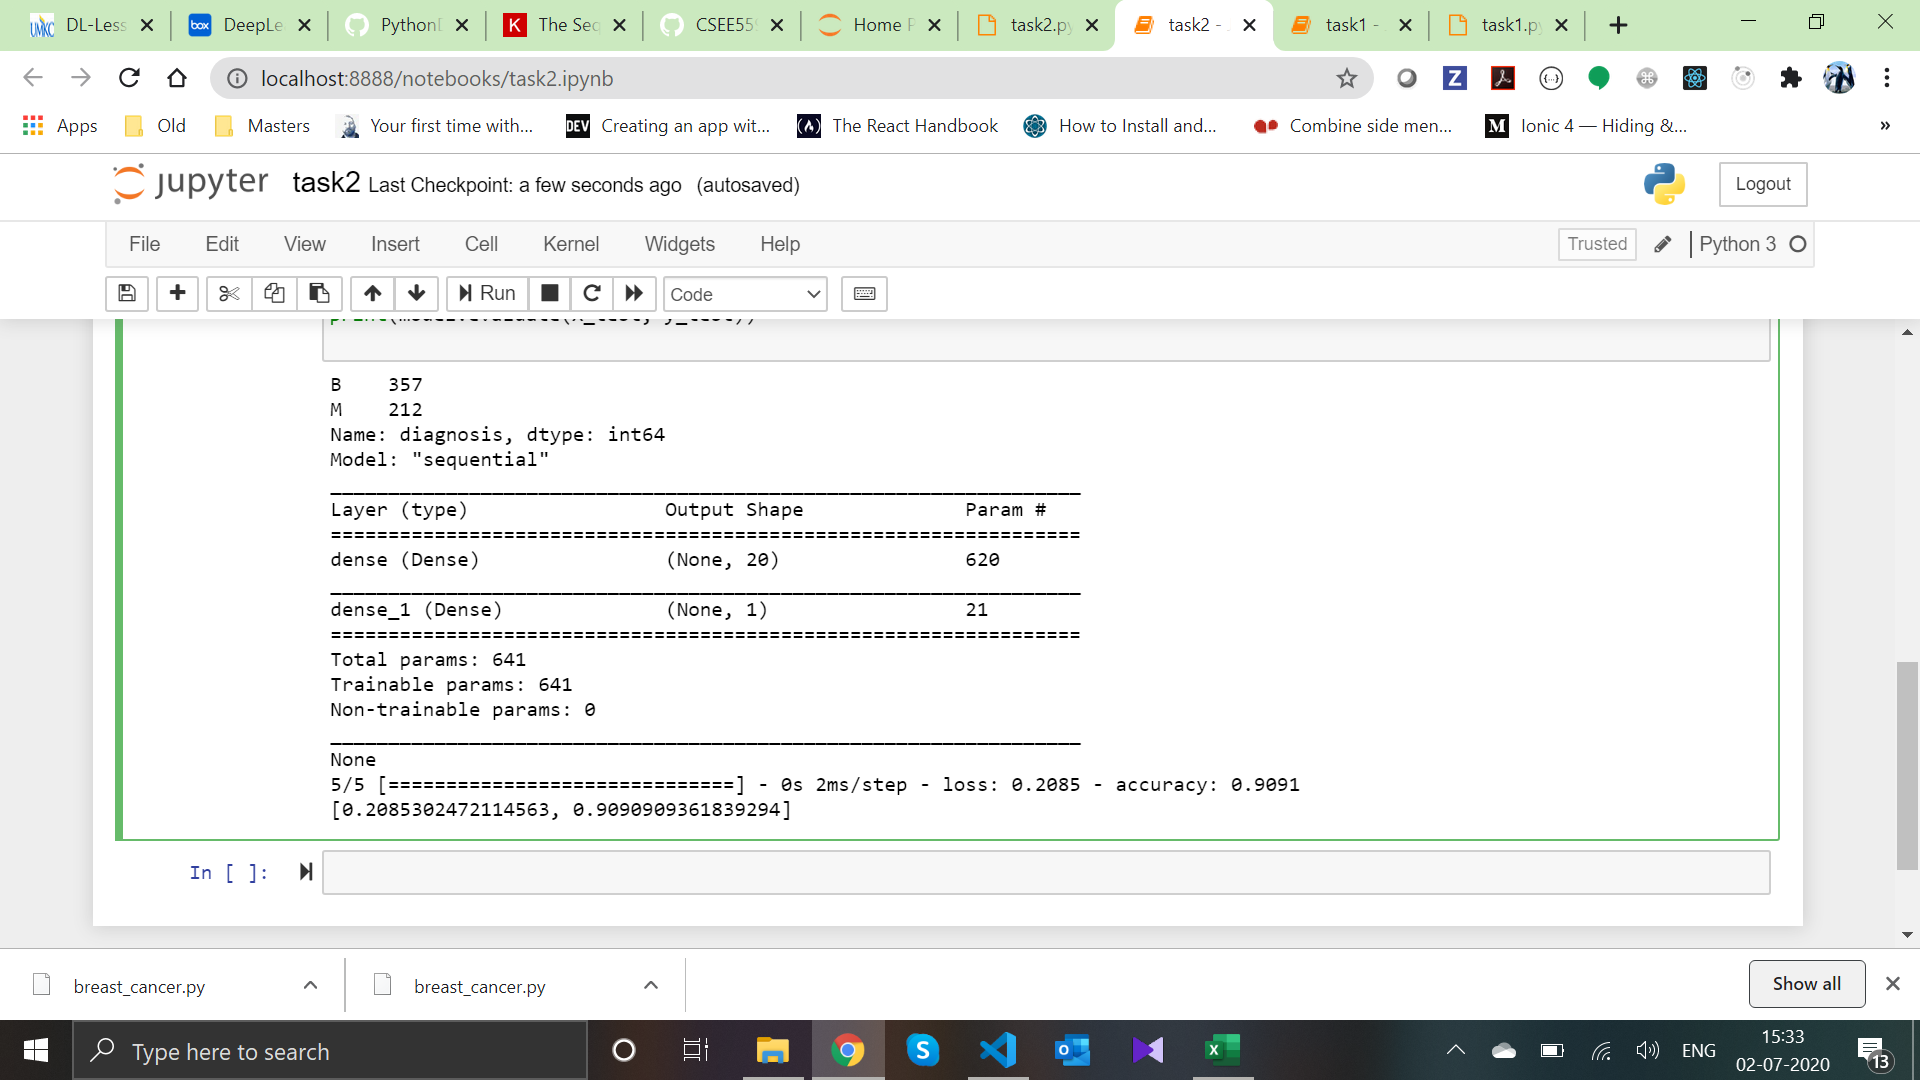 DL-Less
DeepLe
Python
The Seq
CSEE55
Home P
task2.py
task2 -
task1 -
task1.py
localhost:8888/notebooks/task2.ipynb
Apps
Old
Masters
Your first time with...
DEV
Creating an app wit...
The React Handbook
How to Install and...
Combine side men...
Ionic 4 — Hiding &...
»
jupyter
task2 Last Checkpoint: a few seconds ago (autosaved)
Logout
File
Edit
View
Insert
Cell
Kernel
Widgets
Help
Trusted
Python 3
Run
Code
B    357
M    212
Name: diagnosis, dtype: int64
Model: "sequential"
Layer (type)                 Output Shape              Param #
=================================================================
dense (Dense)                (None, 20)                620
dense_1 (Dense)              (None, 1)                 21
=================================================================
Total params: 641
Trainable params: 641
Non-trainable params: 0
None
5/5 [==============================] - 0s 2ms/step - loss: 0.2085 - accuracy: 0.9091
[0.2085302472114563, 0.9090909361839294]
In [ ]:
breast_cancer.py
breast_cancer.py
Show all
Type here to search
ENG
15:33
02-07-2020
13